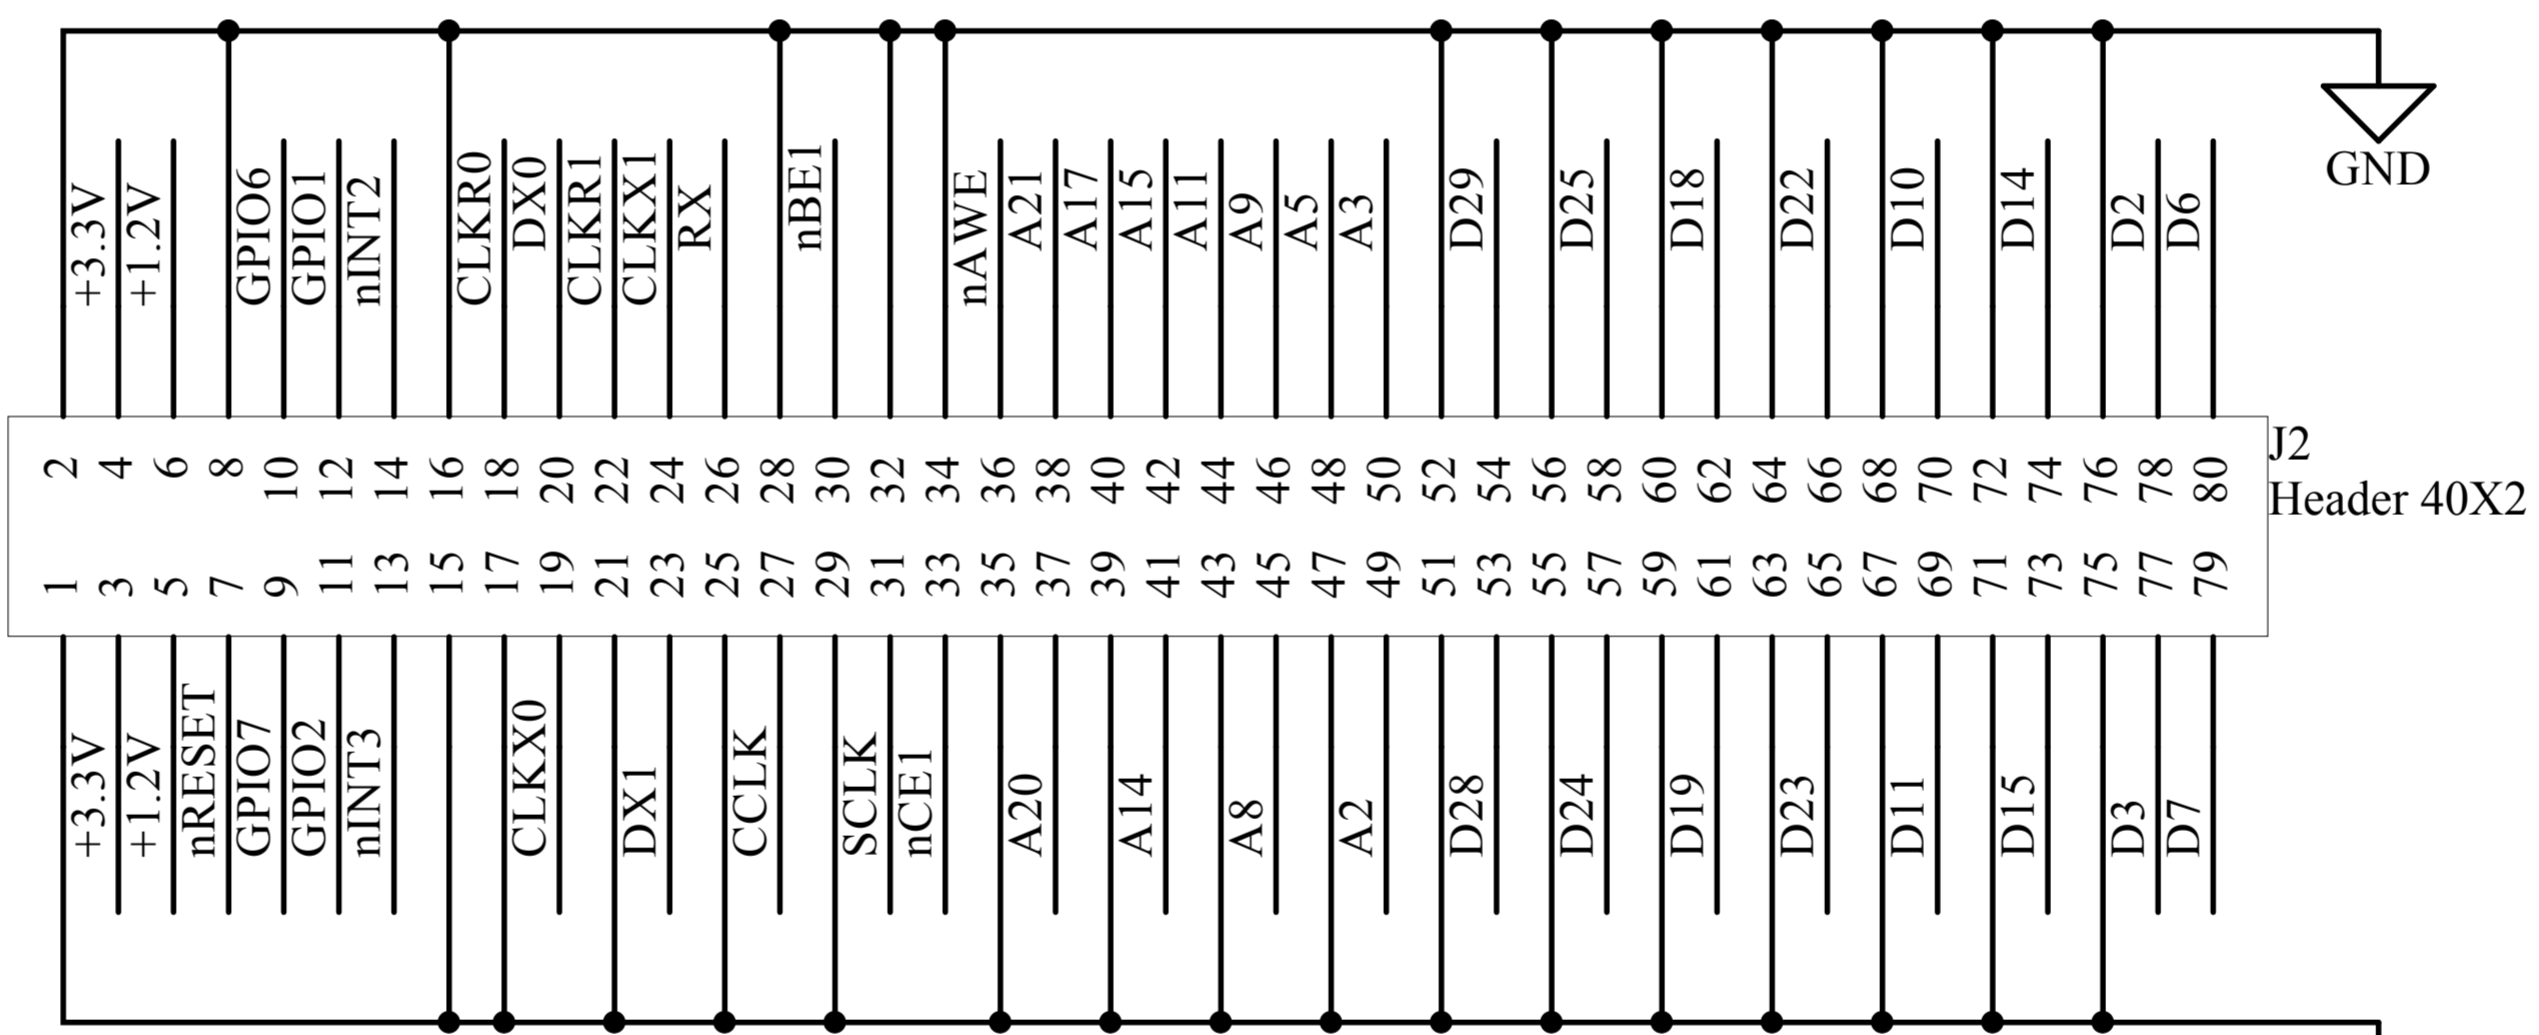 +3.3V +1.2V GPIO6 GPIO1 nINT2 CLKR0 DX0 CLKR1 CLKX1 RX nBE1 nAWE A21 A17 A15 A11 A9 A5 A3 D29 D25 D18 D22 D10 D14 D2 D6
GND
2 4 6 8 10 12 14 16 18 20 22 24 26 28 30 32 34 36 38 40 42 44 46 48 50 52 54 56 58 60 62 64 66 68 70 72 74 76 78 80
J2
Header 40X2
1 3 5 7 9 11 13 15 17 19 21 23 25 27 29 31 33 35 37 39 41 43 45 47 49 51 53 55 57 59 61 63 65 67 69 71 73 75 77 79
+3.3V +1.2V nRESET GPIO7 GPIO2 nINT3 CLKX0 DX1 CCLK SCLK nCE1 A20 A14 A8 A2 D28 D24 D19 D23 D11 D15 D3 D7